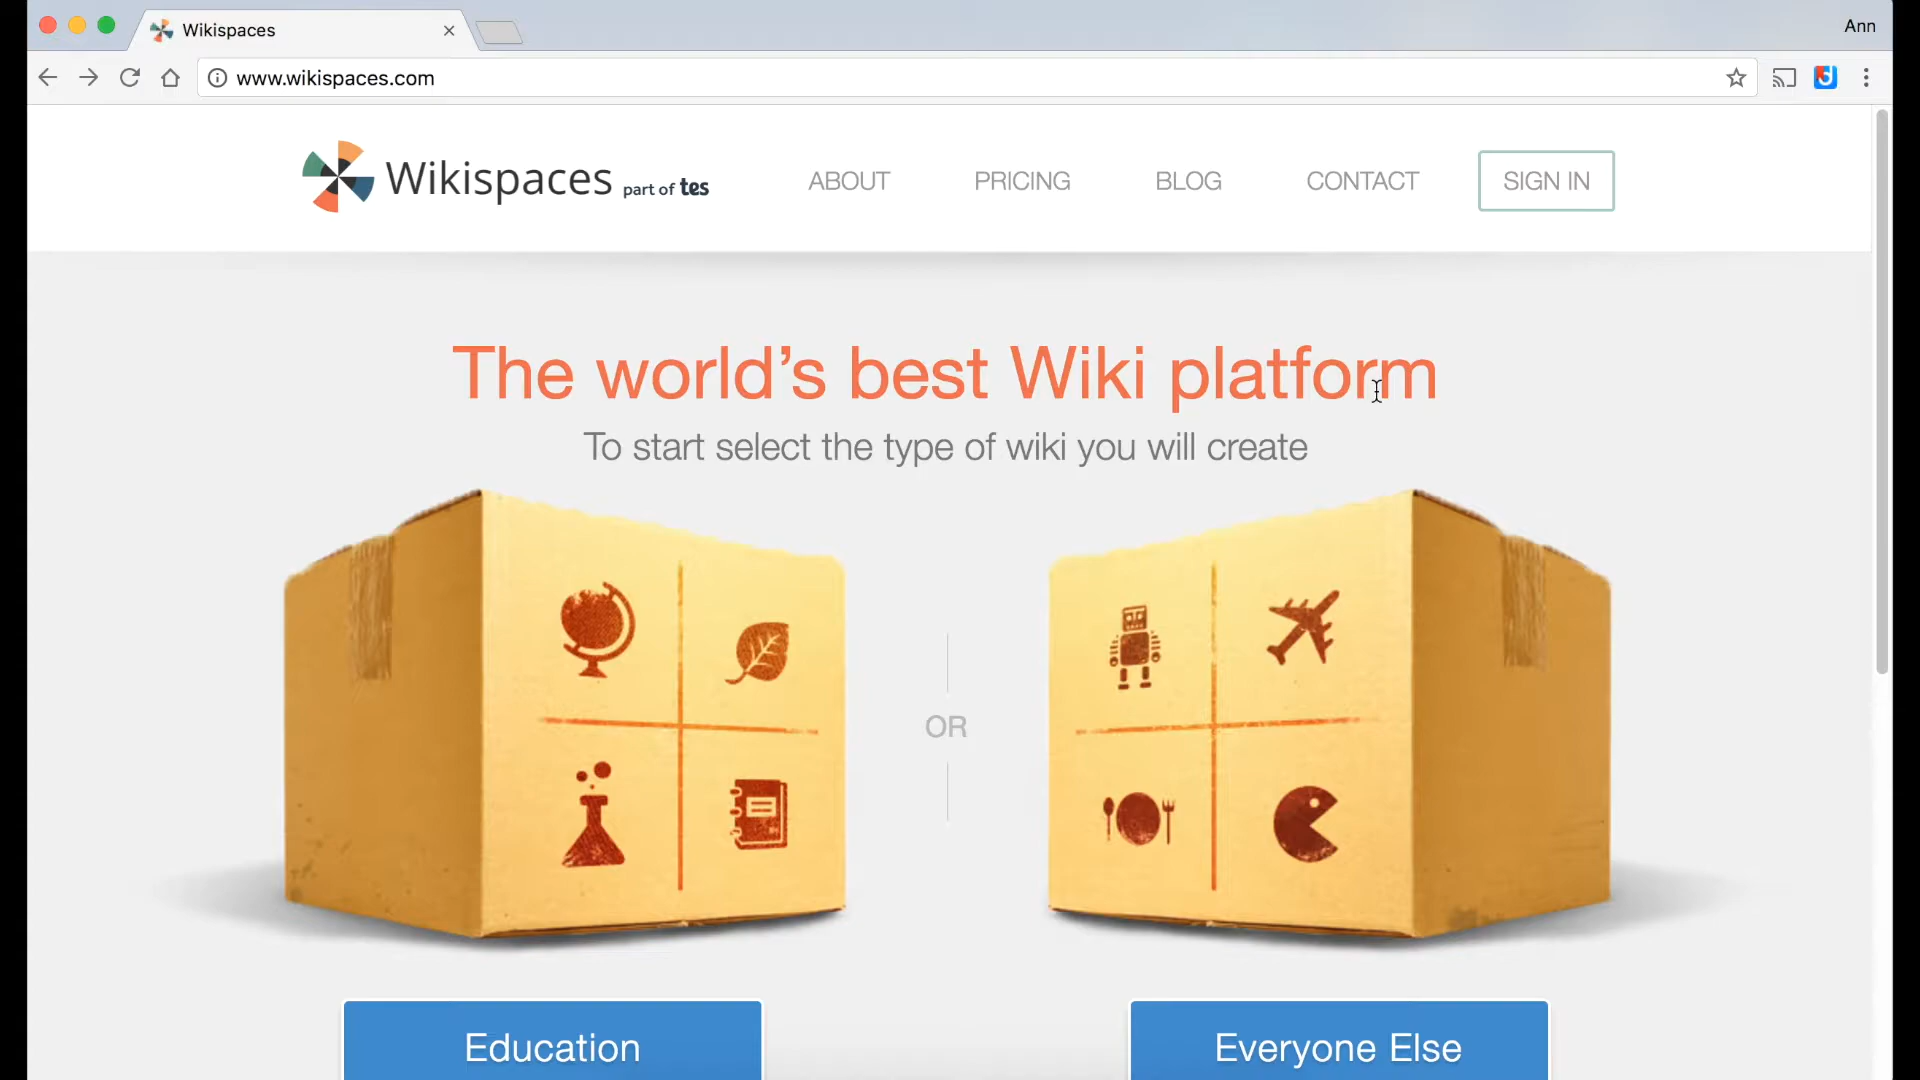 Wikispaces
Ann
www.wikispaces.com
Wikispaces part of tes
ABOUT
PRICING
BLOG
CONTACT
SIGN IN
The world's best Wiki platform
To start select the type of wiki you will create
OR
Education
Everyone Else